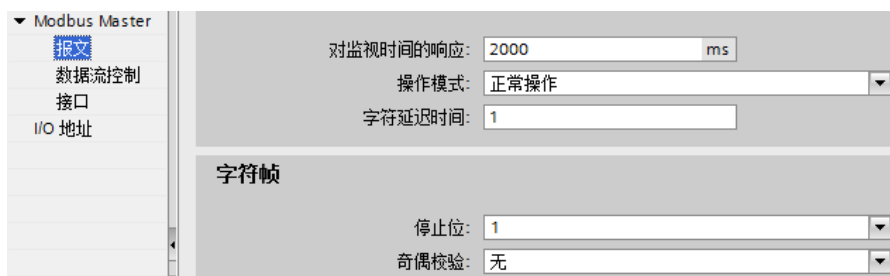 Modbus Master
报文
数据流控制
接口
I/O 地址
对监视时间的响应: 2000 ms
操作模式: 正常操作
字符延迟时间: 1
字符帧
停止位: 1
奇偶校验: 无